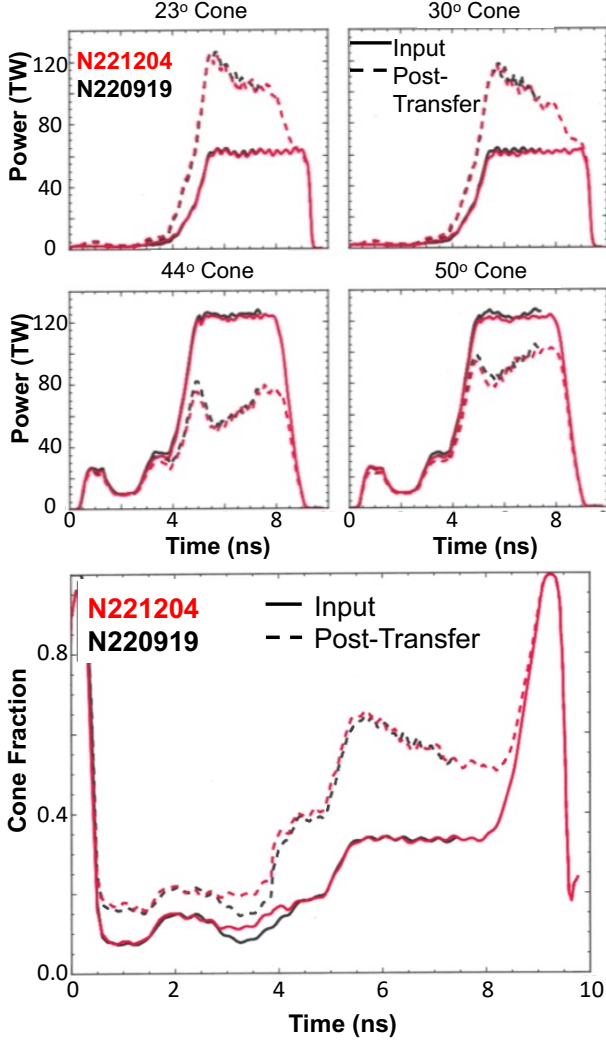 23° Cone
30° Cone
N221204
N220919
Input
Post-
Transfer
Power (TW)
120
80
60
0
44° Cone
50° Cone
Power (TW)
120
80
40
0
0
4
8
0
4
8
Time (ns)
Time (ns)
N221204
N220919
Input
Post-Transfer
Cone Fraction
0.8
0.4
0.0
0
2
4
6
8
10
Time (ns)